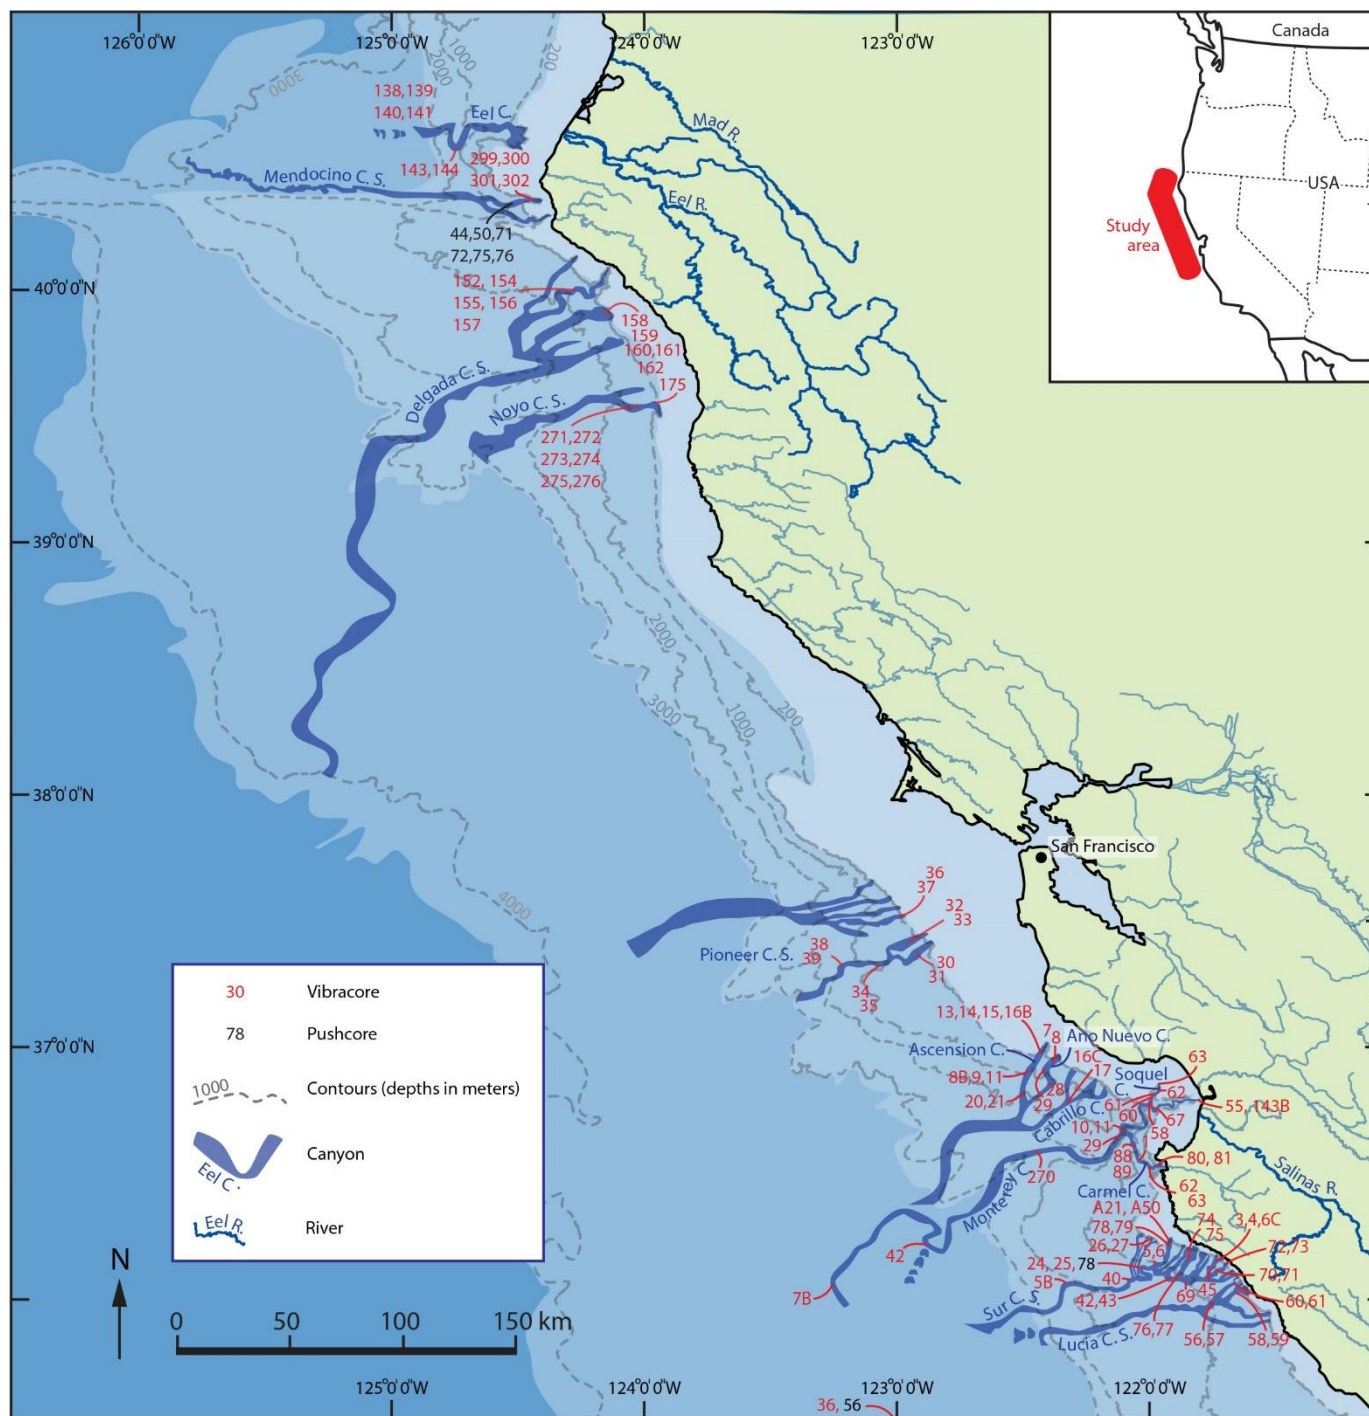 126°0'0"W
125°0'0"W
124°0'0"W
123°0'0"W
Canada
USA
Study
area
3000
2000
1000
200
138,139
140,141
Eel C.
143,144
299,300
301,302
Mendocino C. S.
Mad R.
Eel R.
44,50,71
72,75,76
40°0'0"N
152, 154
155, 156
157
158
159
160,161
162
175
Delgada C. S.
Noyo C. S.
271,272
273,274
275,276
39°0'0"N
2000
3000
1000
200
38°0'0"N
4000
San Francisco
36
37
32
33
Pioneer C. S.
38
39
30
31
34
35
30
Vibracore
78
Pushcore
1000
Contours (depths in meters)
Eel C.
Canyon
Eel R.
River
37°0'0"N
13,14,15,16B
7
8
Ano Nuevo C.
Ascension C.
16C
17
Soquel
C.
63
8B,9,11
28
29
61
62
20,21
Cabrillo C.
60
67
55, 143B
10,11
58
29
88
89
80, 81
270
Monterey C.
Carmel C.
62
63
Salinas R.
A21, A50
78,79
74
75
3,4,6C
26,27
5,6
72,73
42
24, 25,78
5B
40
70,71
7B
42,43
69
45
60,61
Sur C. S.
76,77
56,57
58,59
Lucia C. S.
N
0
50
100
150 km
125°0'0"W
124°0'0"W
123°0'0"W
122°0'0"W
36, 56